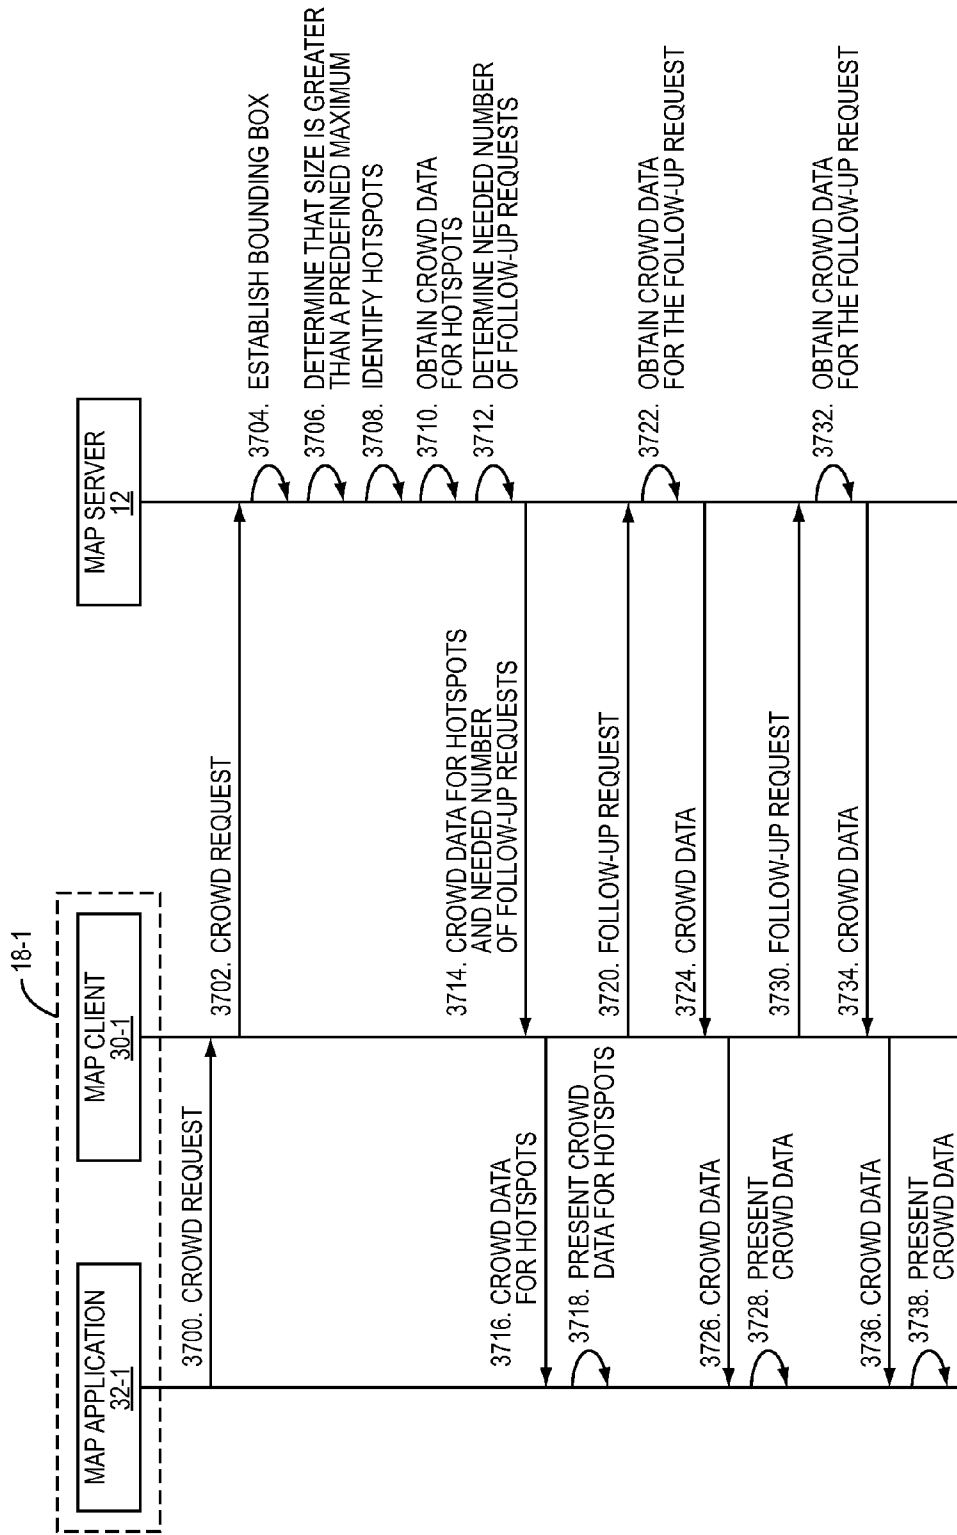 18-1
MAP APPLICATION
32-1
MAP CLIENT
30-1
MAP SERVER
12
3700. CROWD REQUEST
3702. CROWD REQUEST
3704. ESTABLISH BOUNDING BOX
3706. DETERMINE THAT SIZE IS GREATER
THAN A PREDEFINED MAXIMUM
3708. IDENTIFY HOTSPOTS
3710. OBTAIN CROWD DATA
FOR HOTSPOTS
3712. DETERMINE NEEDED NUMBER
OF FOLLOW-UP REQUESTS
3714. CROWD DATA FOR HOTSPOTS
AND NEEDED NUMBER
OF FOLLOW-UP REQUESTS
3716. CROWD DATA
FOR HOTSPOTS
3718. PRESENT CROWD
DATA FOR HOTSPOTS
3720. FOLLOW-UP REQUEST
3722. OBTAIN CROWD DATA
FOR THE FOLLOW-UP REQUEST
3724. CROWD DATA
3726. CROWD DATA
3728. PRESENT
CROWD DATA
3730. FOLLOW-UP REQUEST
3732. OBTAIN CROWD DATA
FOR THE FOLLOW-UP REQUEST
3734. CROWD DATA
3736. CROWD DATA
3738. PRESENT
CROWD DATA